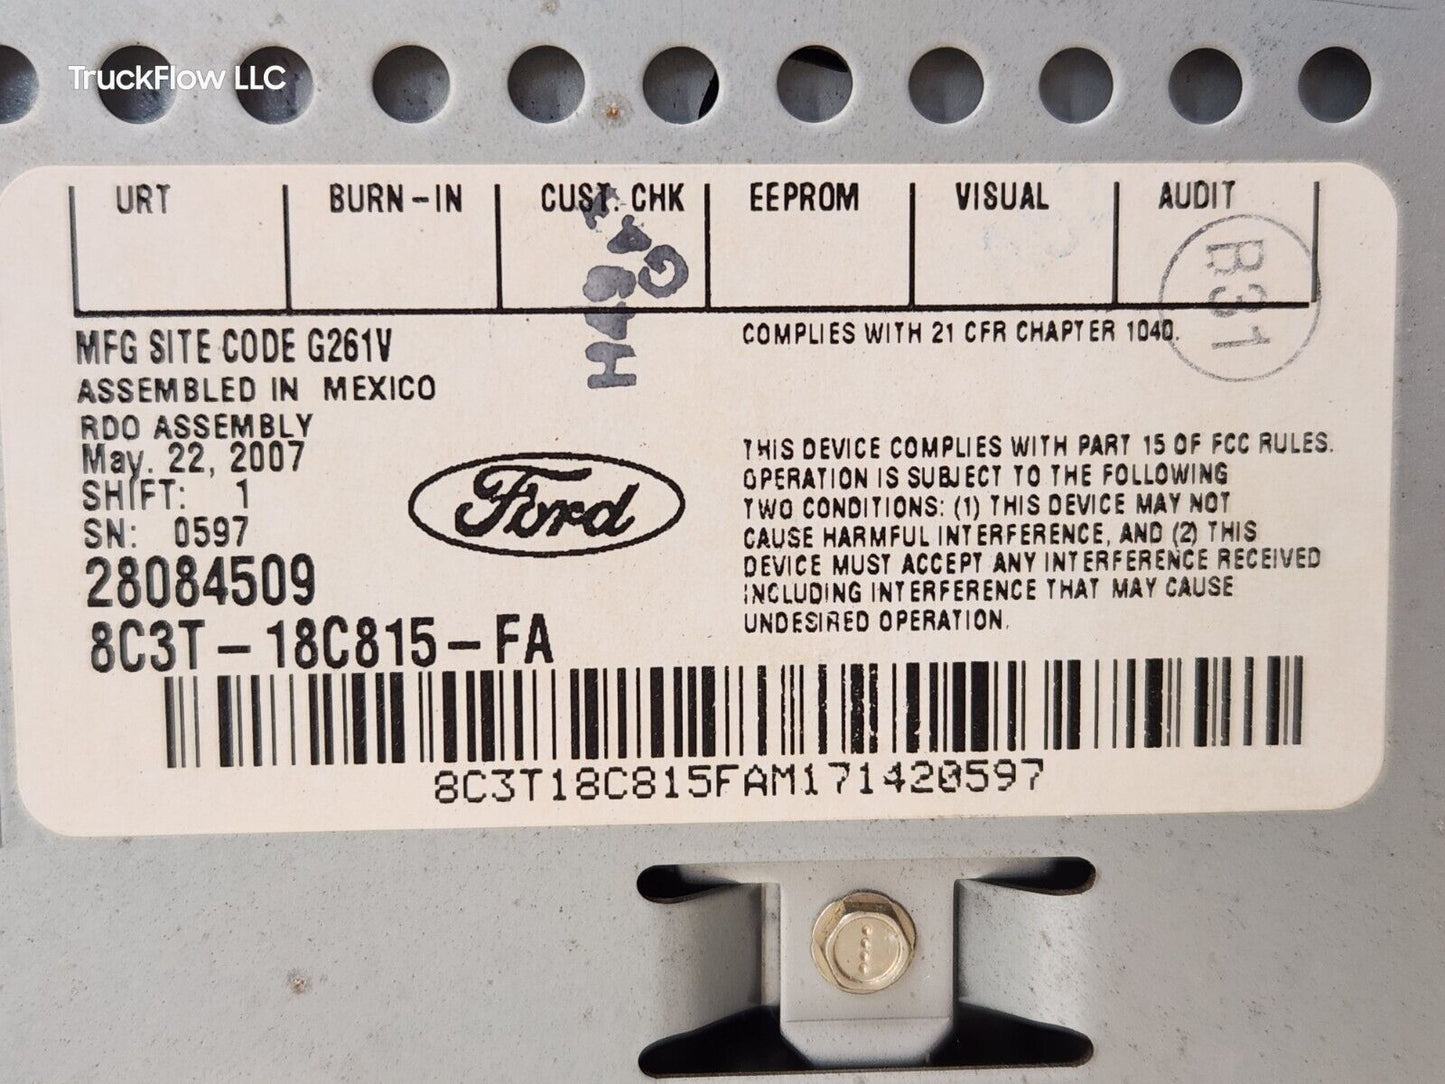 TruckFlow LLC
URT BURN-IN CUST. CHK EEPROM VISUAL AUDIT
B31
MFG SITE CODE G261V
ASSEMBLED IN MEXICO
RDO ASSEMBLY
May. 22, 2007
SHIFT: 1
SN: 0597
28084509
8C3T-18C815-FA
Ford
COMPLIES WITH 21 CFR CHAPTER 1040.
THIS DEVICE COMPLIES WITH PART 15 OF FCC RULES.
OPERATION IS SUBJECT TO THE FOLLOWING
TWO CONDITIONS: (1) THIS DEVICE MAY NOT
CAUSE HARMFUL INTERFERENCE, AND (2) THIS
DEVICE MUST ACCEPT ANY INTERFERENCE RECEIVED
INCLUDING INTERFERENCE THAT MAY CAUSE
UNDESIRED OPERATION.
8C3T18C815FAM171420597